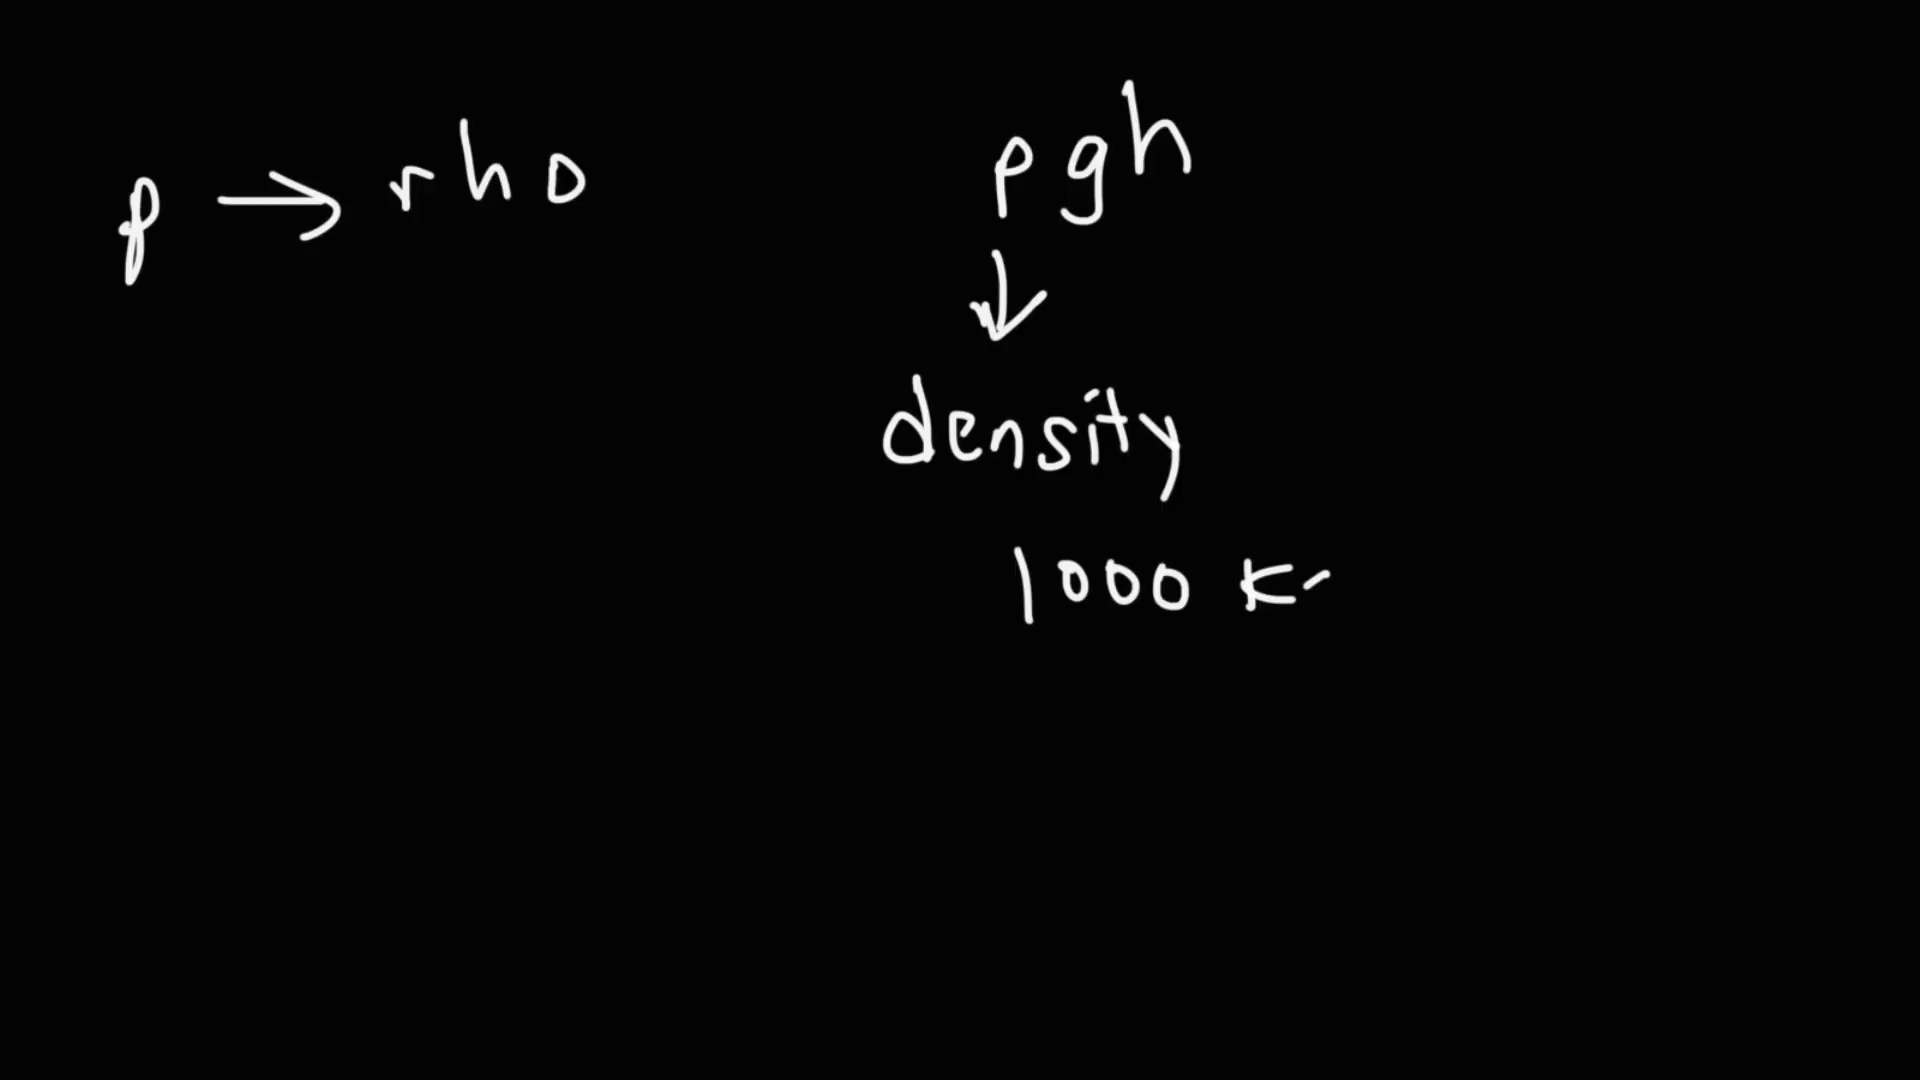 ρ → rho
ρgh
↓
density
1000 K